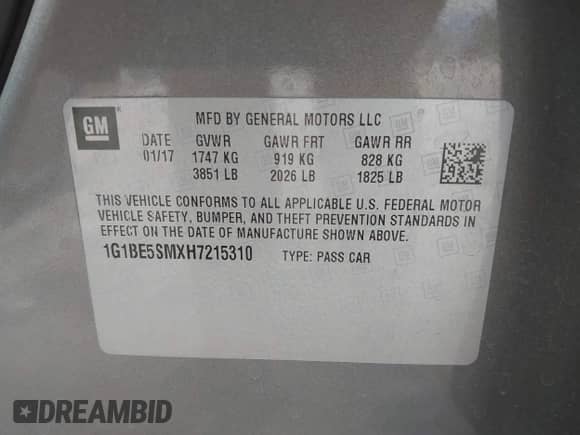 GM
MFD BY GENERAL MOTORS LLC
DATE GVWR GAWR FRT GAWR RR
01/17 1747 KG 919 KG 828 KG
3851 LB 2026 LB 1825 LB
THIS VEHICLE CONFORMS TO ALL APPLICABLE U.S. FEDERAL MOTOR
VEHICLE SAFETY, BUMPER, AND THEFT PREVENTION STANDARDS IN
EFFECT ON THE DATE OF MANUFACTURE SHOWN ABOVE.
1G1BE5SMXH7215310 TYPE: PASS CAR
DREAMBID